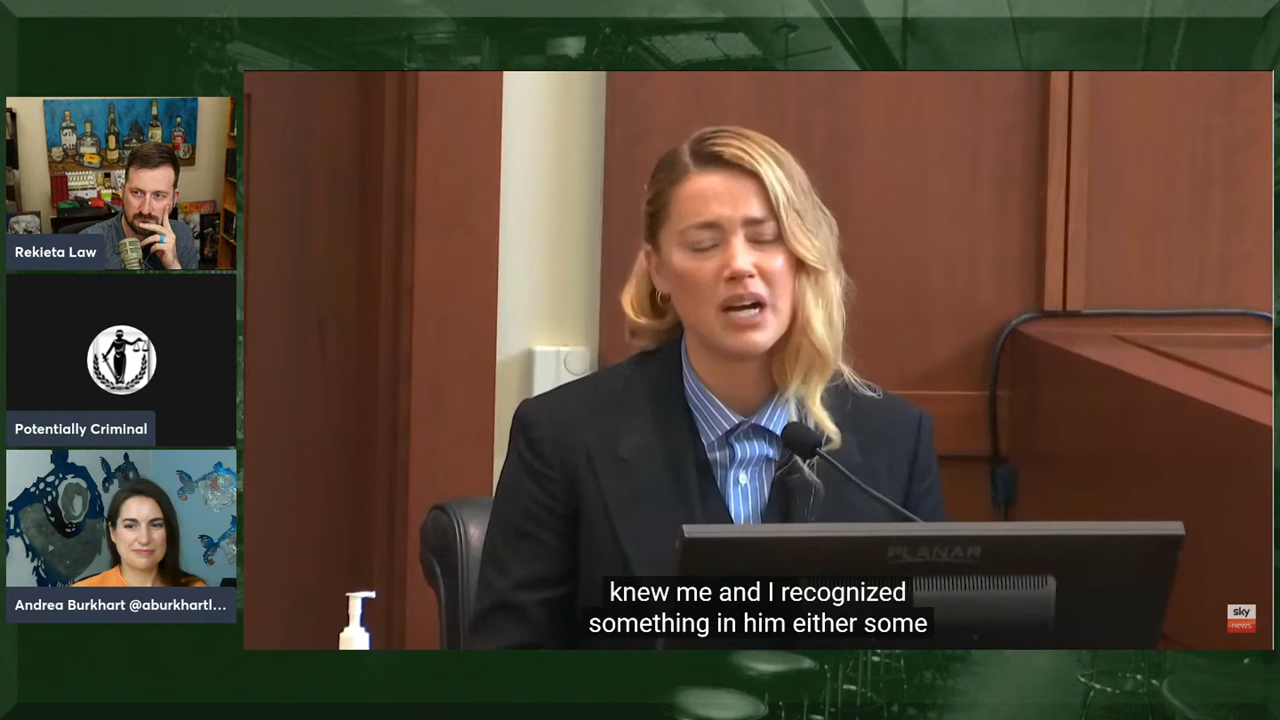 Rekieta Law
Potentially Criminal
Andrea Burkhart @aburkhartl...
PLANAR
knew me and I recognized
something in him either some
sky
news